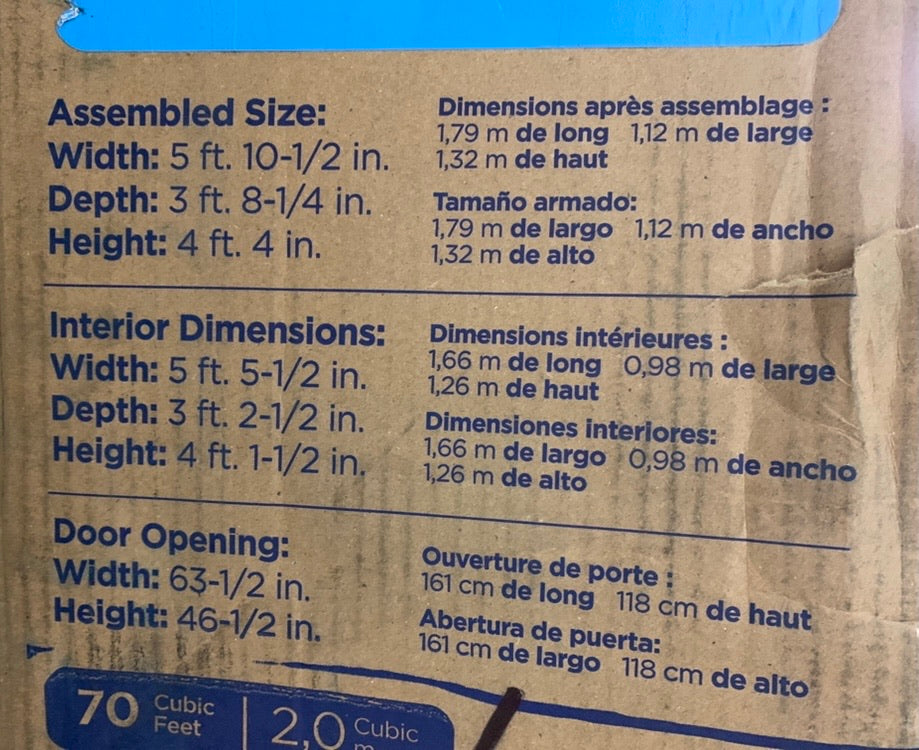 Assembled Size:
Width: 5 ft. 10-1/2 in.
Depth: 3 ft. 8-1/4 in.
Height: 4 ft. 4 in.
Dimensions après assemblage :
1,79 m de long 1,12 m de large
1,32 m de haut
Tamaño armado:
1,79 m de largo 1,12 m de ancho
1,32 m de alto
Interior Dimensions:
Width: 5 ft. 5-1/2 in.
Depth: 3 ft. 2-1/2 in.
Height: 4 ft. 1-1/2 in.
Dimensions intérieures :
1,66 m de long 0,98 m de large
1,26 m de haut
Dimensiones interiores:
1,66 m de largo 0,98 m de ancho
1,26 m de alto
Door Opening:
Width: 63-1/2 in.
Height: 46-1/2 in.
Ouverture de porte :
161 cm de long 118 cm de haut
Abertura de puerta:
161 cm de largo 118 cm de alto
70 Cubic
Feet
2,0 Cubic